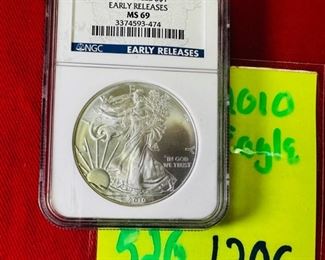 EARLY RELEASES
MS 69
3374593-474
NGC EARLY RELEASES
IN GOD
WE TRUST
2010
2010
Eagle
526